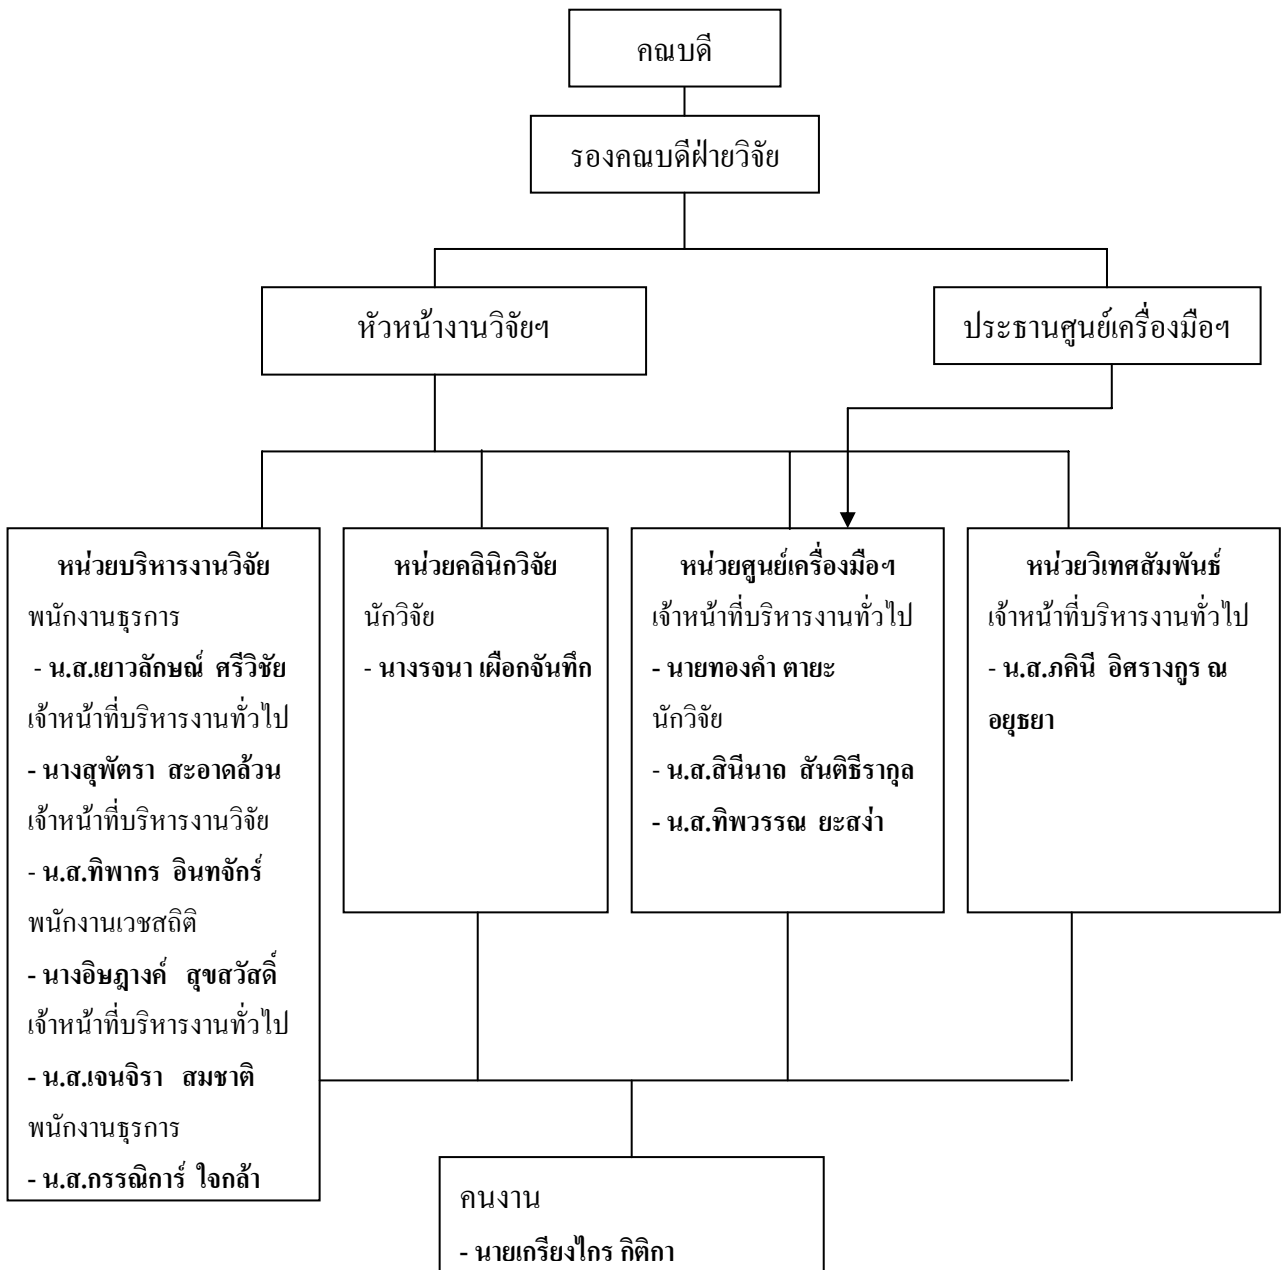 คณบดี
รองคณบดีฝ่ายวิจัย
หัวหน้างานวิจัยฯ
ประธานศูนย์เครื่องมือฯ
หน่วยบริหารงานวิจัย
พนักงานธุรการ
- น.ส.เยาวลักษณ์ ศรีวิชัย
เจ้าหน้าที่บริหารงานทั่วไป
- นางสุพัตรา สะอาดล้วน
เจ้าหน้าที่บริหารงานวิจัย
- น.ส.ทิพากร อินทจักร์
พนักงานเวชสถิติ
- นางอิษฎางค์ สุขสวัสดิ์
เจ้าหน้าที่บริหารงานทั่วไป
- น.ส.เจนจิรา สมชาติ
พนักงานธุรการ
- น.ส.กรรณิการ์ ใจกล้า
หน่วยคลินิกวิจัย
นักวิจัย
- นางรจนา เผือกจันทึก
หน่วยศูนย์เครื่องมือฯ
เจ้าหน้าที่บริหารงานทั่วไป
- นายทองคำ ตายะ
นักวิจัย
- น.ส.สินีนาถ สันติธีรากุล
- น.ส.ทิพวรรณ ยะสง่า
หน่วยวิเทศสัมพันธ์
เจ้าหน้าที่บริหารงานทั่วไป
- น.ส.ภคินี อิศรางกูร ณ
อยุธยา
คนงาน
- นายเกรียงไกร กิติกา